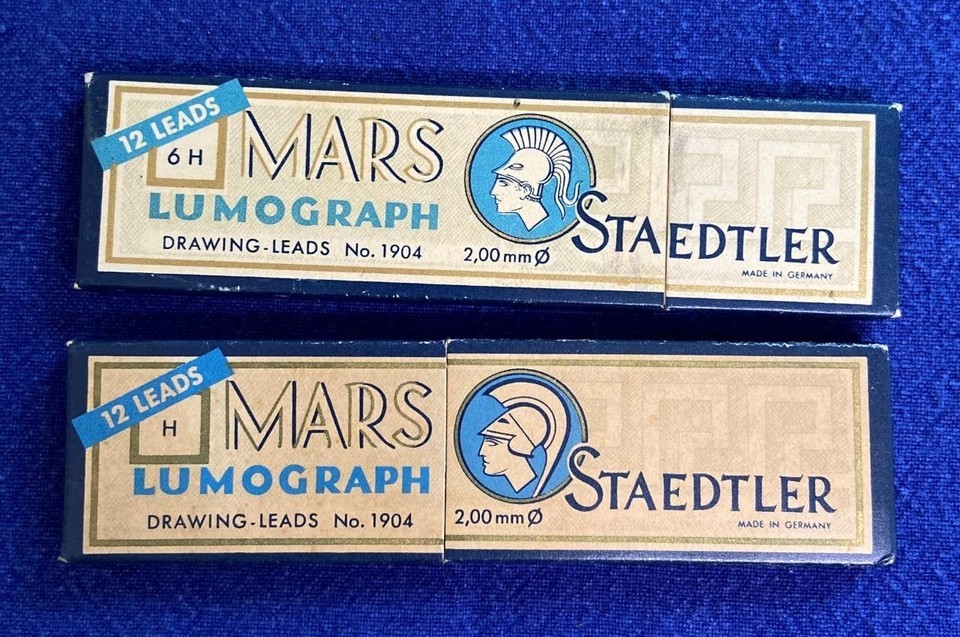 12 LEADS
6H
MARS
LUMOGRAPH
DRAWING-LEADS No. 1904
2,00 mm Ø
STAEDTLER
MADE IN GERMANY
12 LEADS
H
MARS
LUMOGRAPH
DRAWING-LEADS No. 1904
2,00 mm Ø
STAEDTLER
MADE IN GERMANY